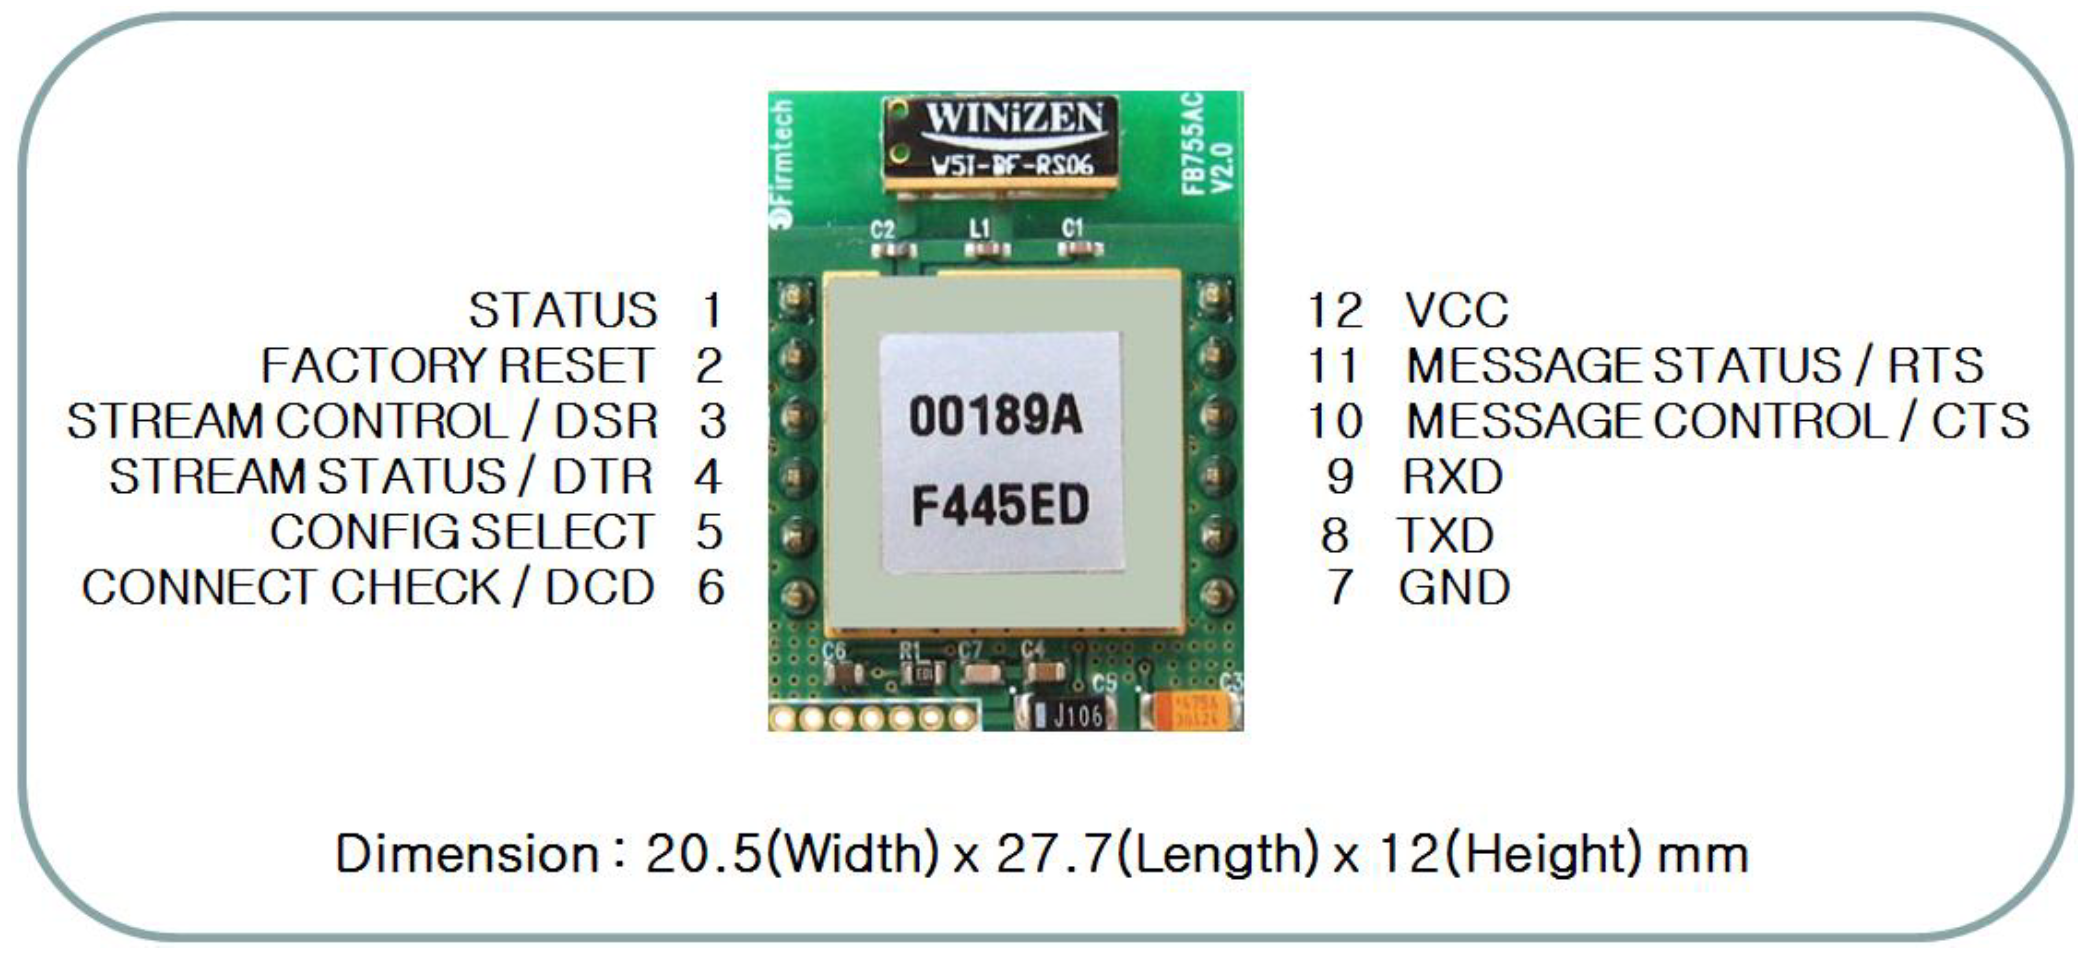 WINiZEN
WSI-BF-RS06
Firmtech
FB755AC
V2.0
C2 L1 C1
STATUS 1
FACTORY RESET 2
STREAM CONTROL / DSR 3
STREAM STATUS / DTR 4
CONFIG SELECT 5
CONNECT CHECK / DCD 6
00189A
F445ED
12 VCC
11 MESSAGE STATUS / RTS
10 MESSAGE CONTROL / CTS
9 RXD
8 TXD
7 GND
C6 R1 C7 C4
C5 C3
J106
Dimension : 20.5(Width) x 27.7(Length) x 12(Height) mm